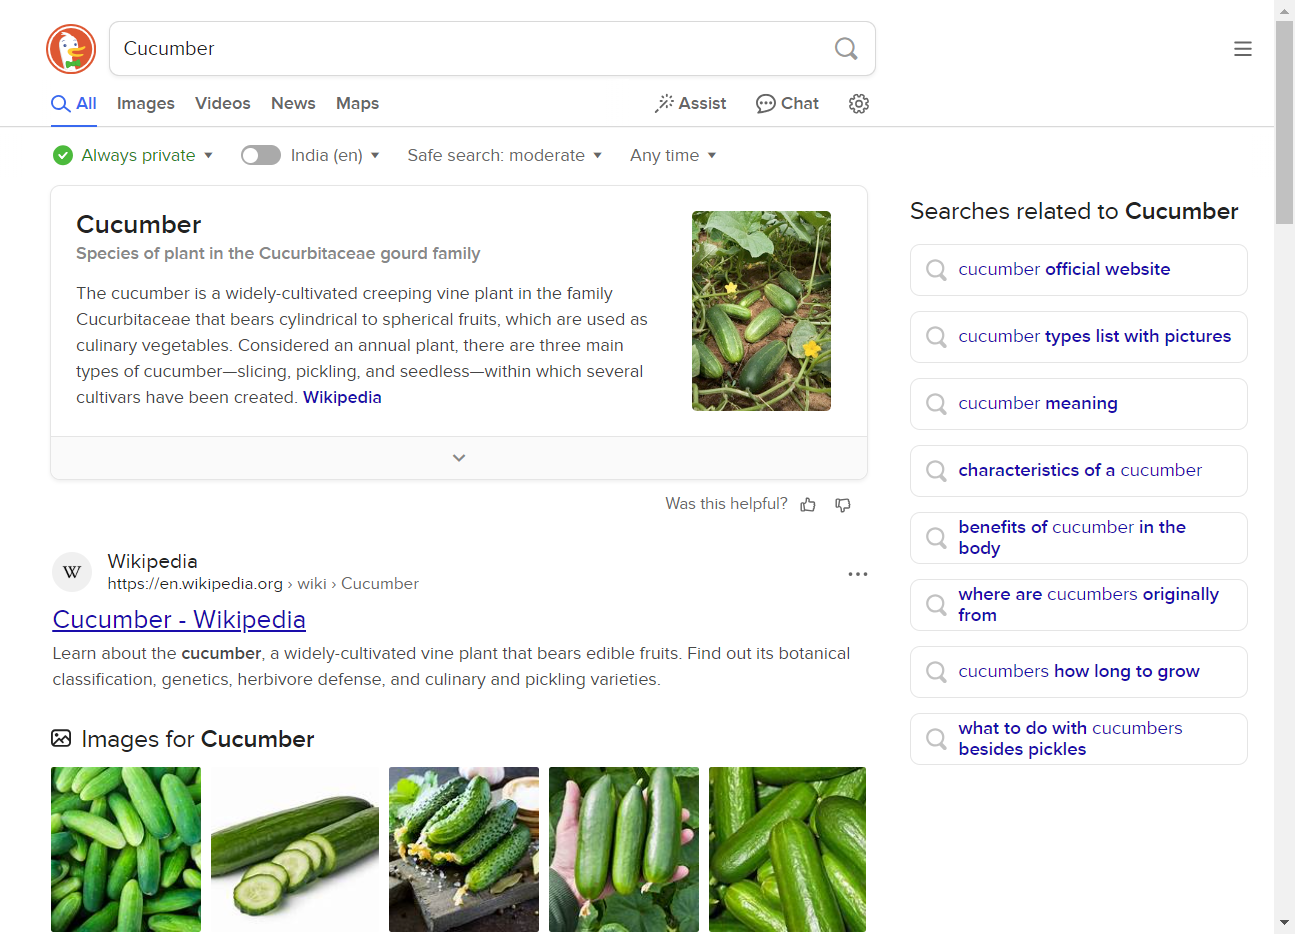 Cucumber
All
Images
Videos
News
Maps
Assist
Chat
Always private
India (en)
Safe search: moderate
Any time
Cucumber
Species of plant in the Cucurbitaceae gourd family
The cucumber is a widely-cultivated creeping vine plant in the family
Cucurbitaceae that bears cylindrical to spherical fruits, which are used as
culinary vegetables. Considered an annual plant, there are three main
types of cucumber—slicing, pickling, and seedless—within which several
cultivars have been created. Wikipedia
Was this helpful?
W
Wikipedia
https://en.wikipedia.org › wiki › Cucumber
Cucumber - Wikipedia
Learn about the cucumber, a widely-cultivated vine plant that bears edible fruits. Find out its botanical
classification, genetics, herbivore defense, and culinary and pickling varieties.
Images for Cucumber
Searches related to Cucumber
cucumber official website
cucumber types list with pictures
cucumber meaning
characteristics of a cucumber
benefits of cucumber in the
body
where are cucumbers originally
from
cucumbers how long to grow
what to do with cucumbers
besides pickles